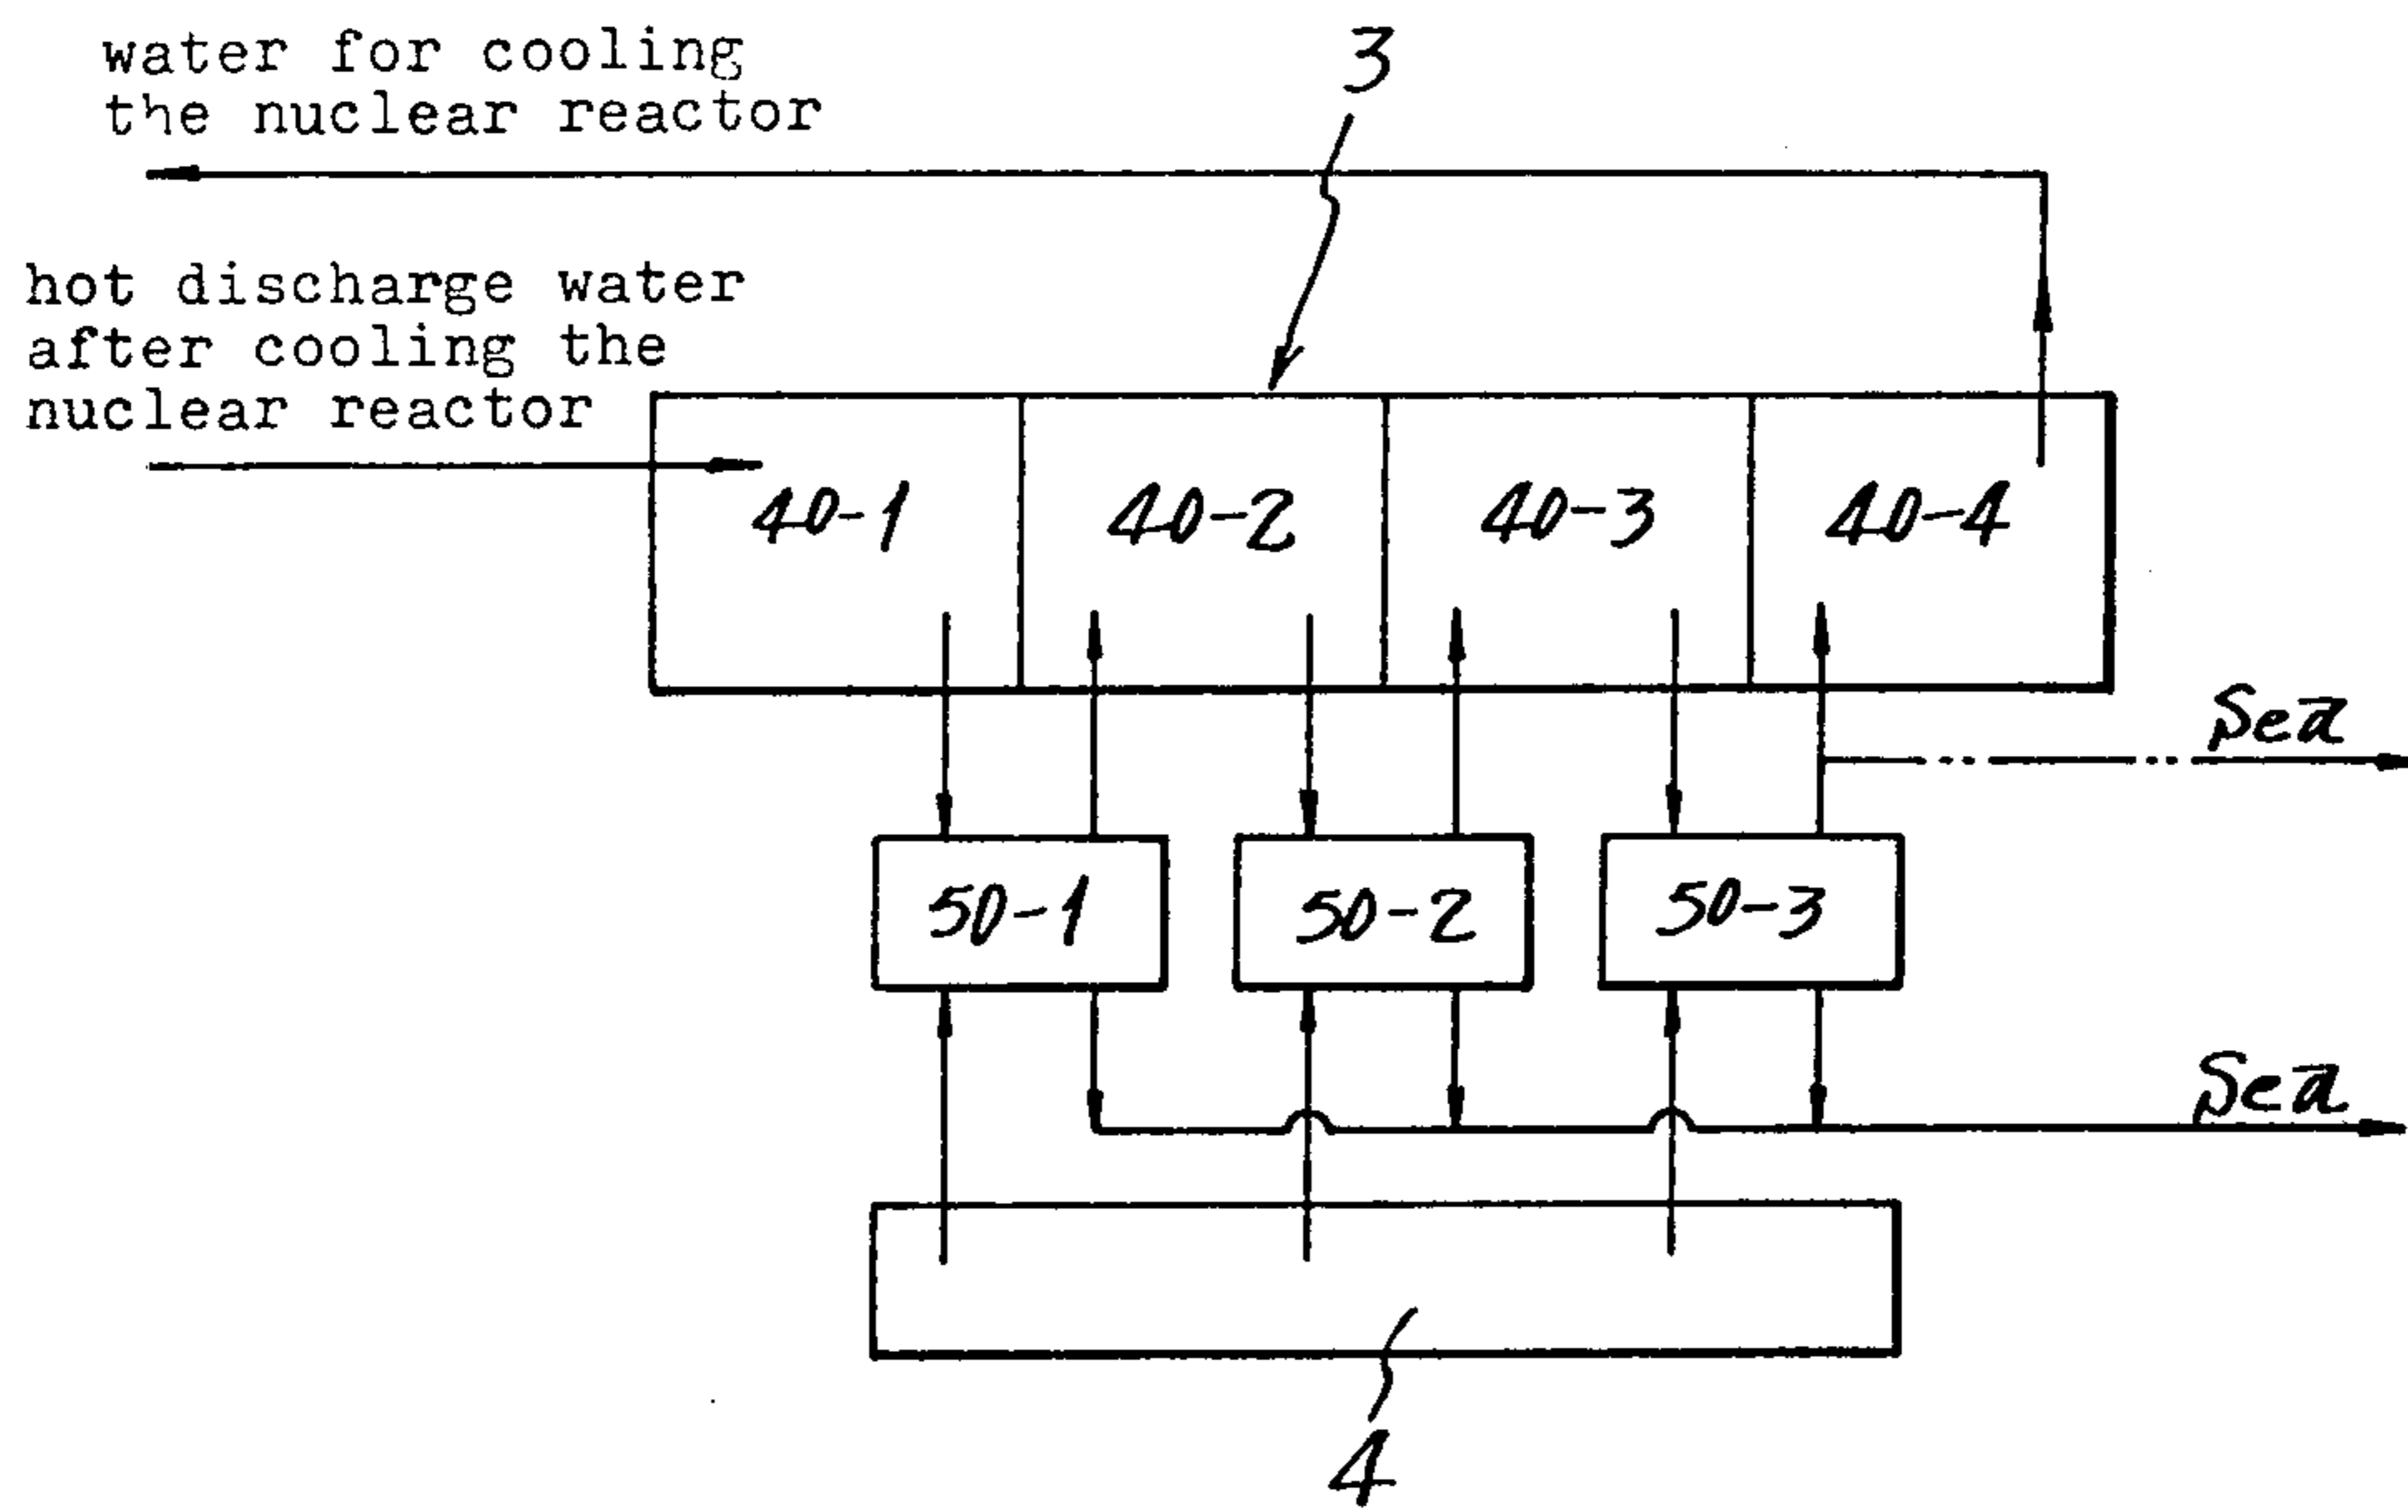 water for cooling
the nuclear reactor
3
hot discharge water
after cooling the
nuclear reactor
40-1 40-2 40-3 40-4
Sea
50-1 50-2 50-3
Sea
4